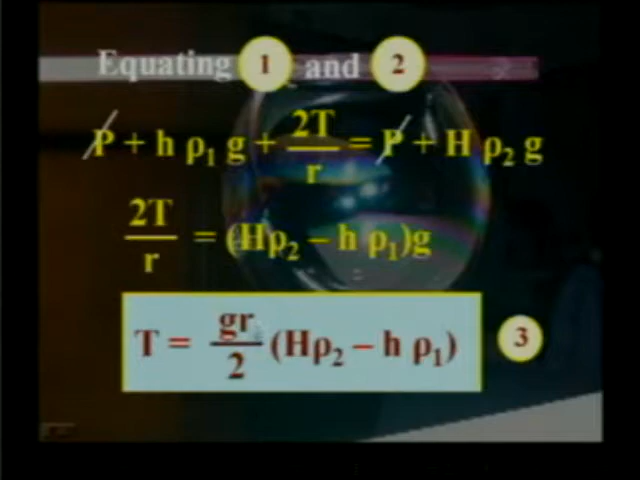 Equating 1 and 2
P + h ρ₁ g + 2T/r = P + H ρ₂ g
2T/r = (Hρ₂ – h ρ₁)g
T = gr/2 (Hρ₂ – h ρ₁) 3